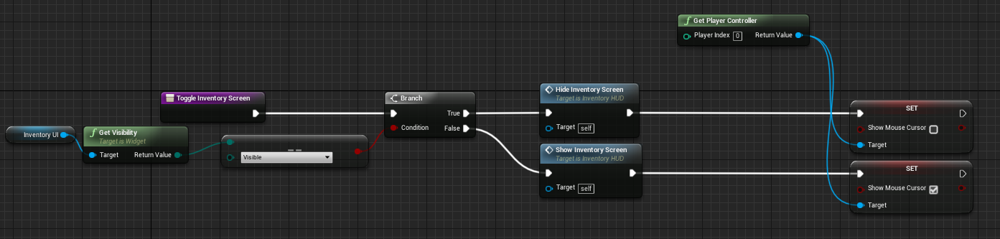 Get Player Controller
Player Index 0 Return Value
Toggle Inventory Screen
Inventory UI
Get Visibility
Target is Widget
Target Return Value
==
Visible
Branch
True
Condition False
Hide Inventory Screen
Target is Inventory HUD
Target self
Show Inventory Screen
Target is Inventory HUD
Target self
SET
Show Mouse Cursor
Target
SET
Show Mouse Cursor
Target